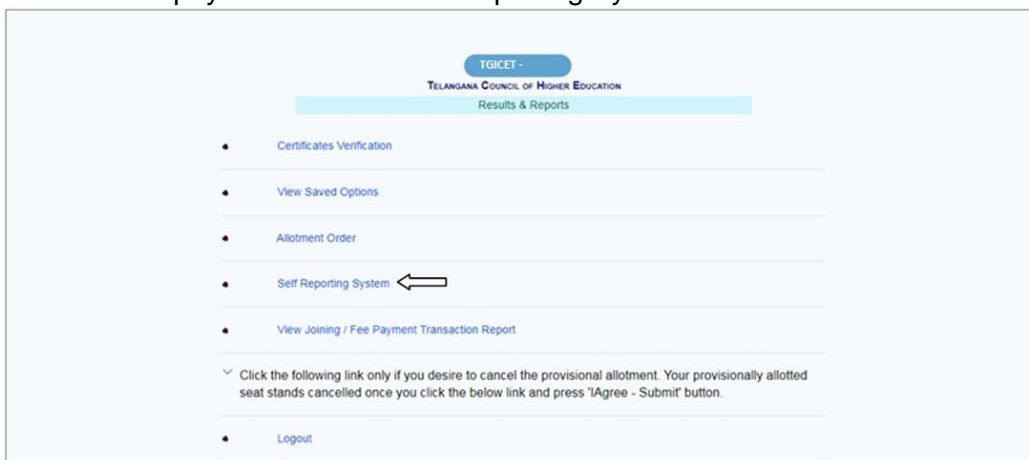 TGICET -
TELANGANA COUNCIL OF HIGHER EDUCATION
Results & Reports
Certificates Verification
View Saved Options
Allotment Order
Self Reporting System
View Joining / Fee Payment Transaction Report
Click the following link only if you desire to cancel the provisional allotment. Your provisionally allotted
seat stands cancelled once you click the below link and press 'IAgree - Submit' button.
Logout